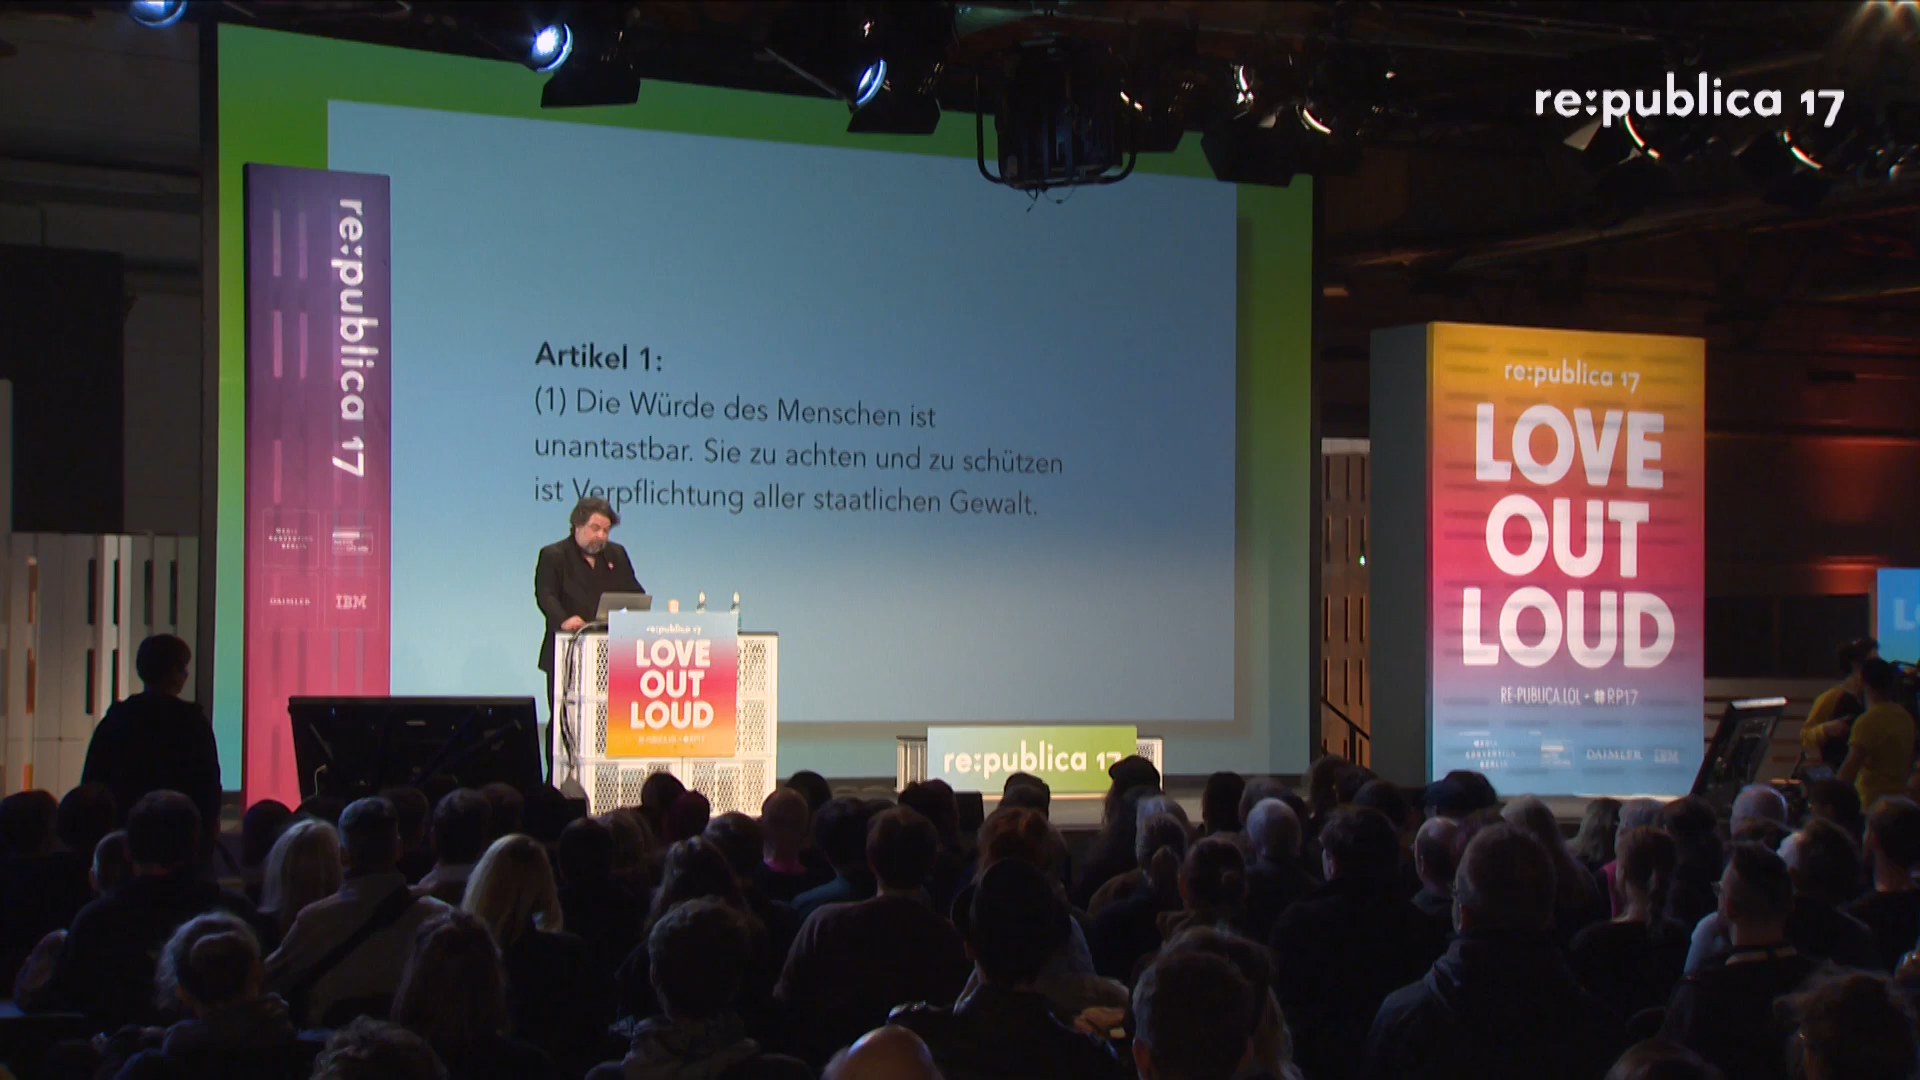 re:publica 17
re:publica 17
Artikel 1:
(1) Die Würde des Menschen ist
unantastbar. Sie zu achten und zu schützen
ist Verpflichtung aller staatlichen Gewalt.
DAIMLER
IBM
re:publica 17
LOVE
OUT
LOUD
re:publica 17
re:publica 17
LOVE
OUT
LOUD
RE-PUBLICA.LOL - #RP17
DAIMLER
IBM